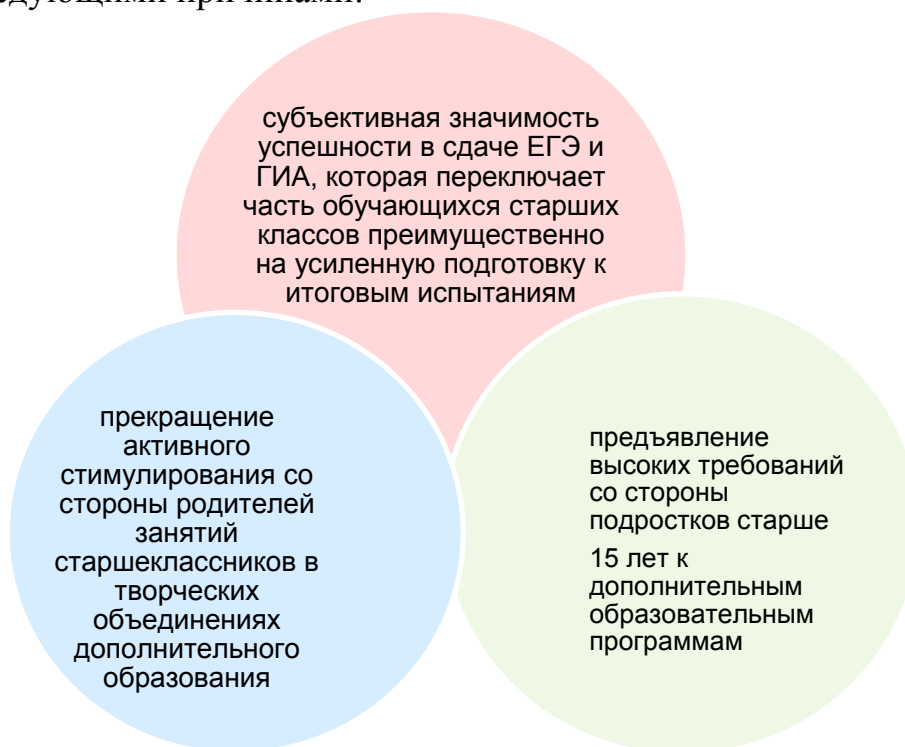 причинами:
субъективная значимость
успешности в сдаче ЕГЭ и
ГИА, которая переключает
часть обучающихся старших
классов преимущественно
на усиленную подготовку к
итоговым испытаниям
прекращение
активного
стимулирования со
стороны родителей
занятий
старшеклассников в
творческих
объединениях
дополнительного
образования
предъявление
высоких требований
со стороны
подростков старше
15 лет к
дополнительным
образовательным
программам